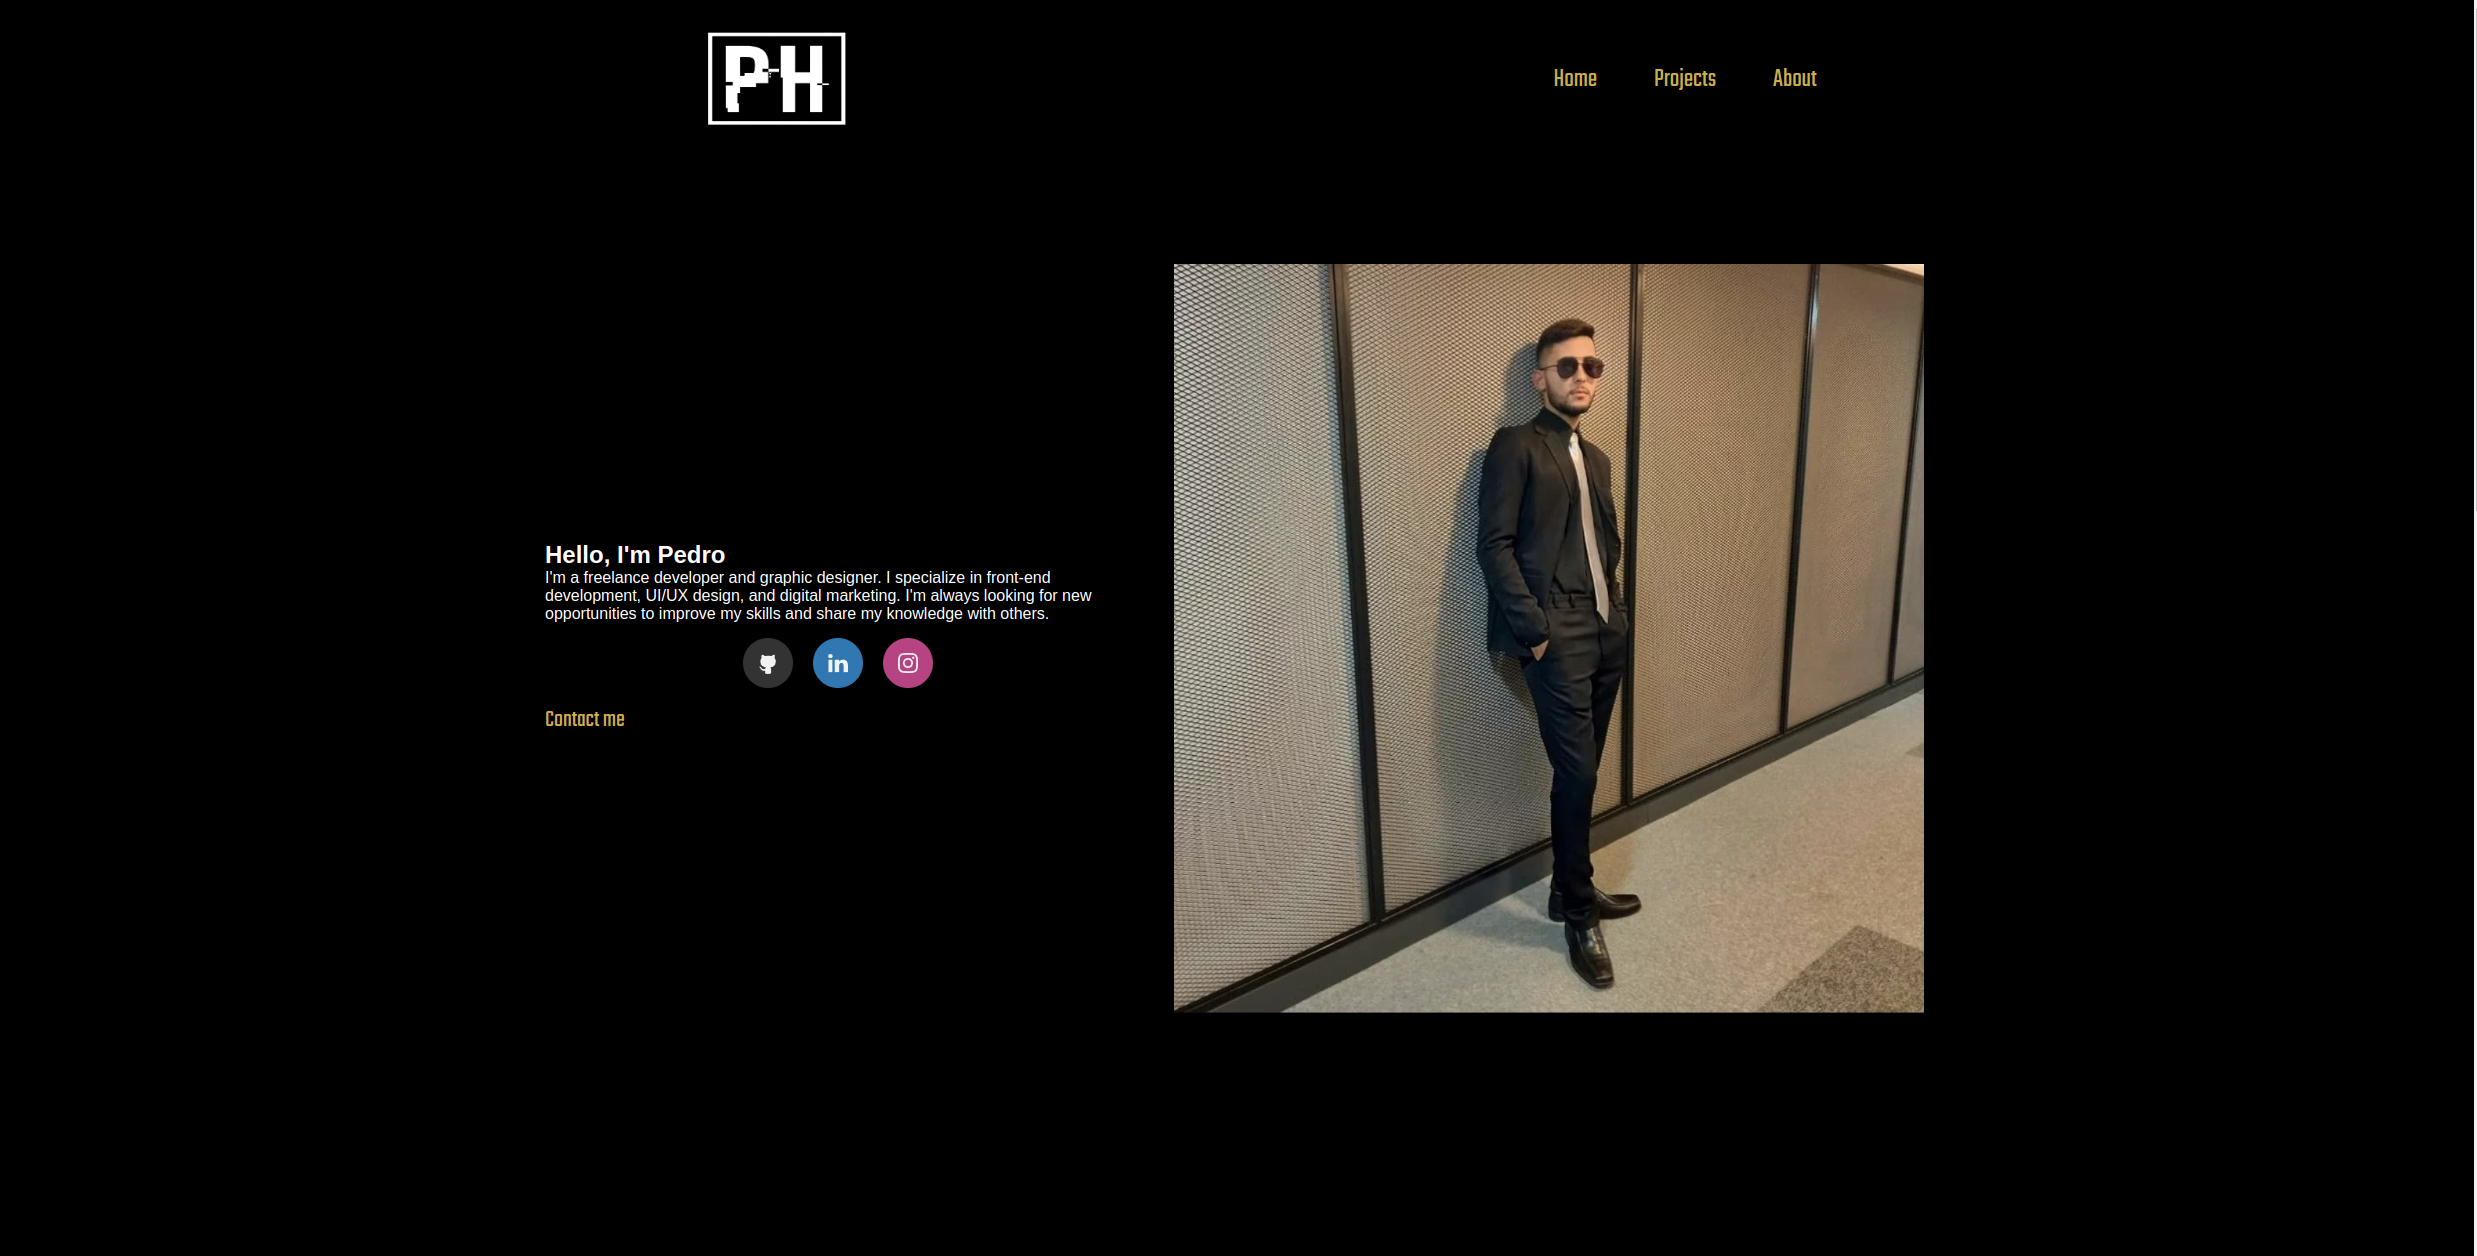 PH
Home Projects About
Hello, I'm Pedro
I'm a freelance developer and graphic designer. I specialize in front-end
development, UI/UX design, and digital marketing. I'm always looking for new
opportunities to improve my skills and share my knowledge with others.
in
Contact me